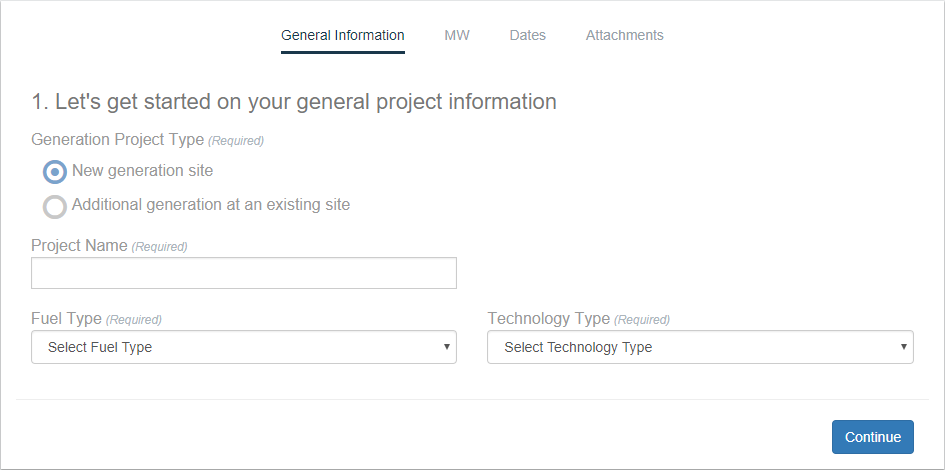 General Information MW Dates Attachments
1. Let's get started on your general project information
Generation Project Type (Required)
New generation site
Additional generation at an existing site
Project Name (Required)
Fuel Type (Required) Technology Type (Required)
Select Fuel Type Select Technology Type
Continue